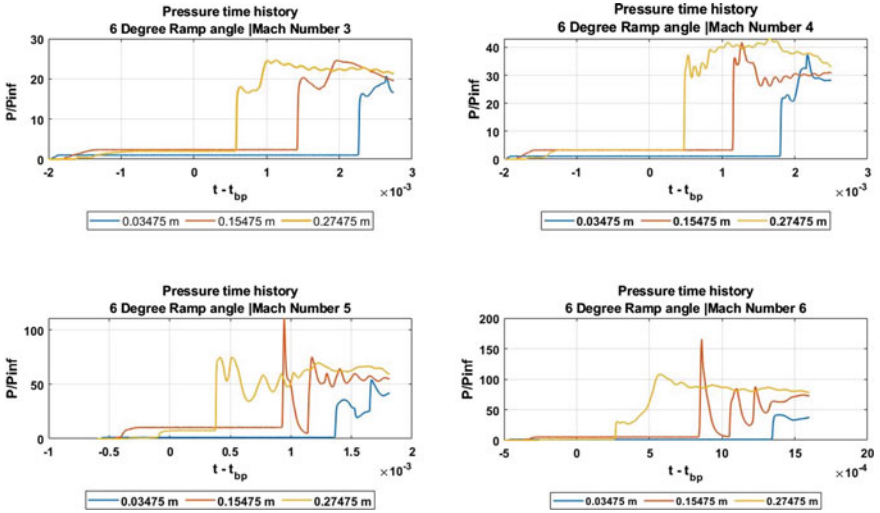 Pressure time history
6 Degree Ramp angle |Mach Number 3
30
20
10
0
P/Pinf
-2 -1 0 1 2 3
t - tbp
×10-3
0.03475 m 0.15475 m 0.27475 m
Pressure time history
6 Degree Ramp angle |Mach Number 4
40
30
20
10
0
P/Pinf
-2 -1 0 1 2 3
t - tbp
×10-3
0.03475 m 0.15475 m 0.27475 m
Pressure time history
6 Degree Ramp angle |Mach Number 5
100
50
0
P/Pinf
-1 -0.5 0 0.5 1 1.5 2
t - tbp
×10-3
0.03475 m 0.15475 m 0.27475 m
Pressure time history
6 Degree Ramp angle |Mach Number 6
200
150
100
50
0
P/Pinf
-5 0 5 10 15 20
t - tbp
×10-4
0.03475 m 0.15475 m 0.27475 m